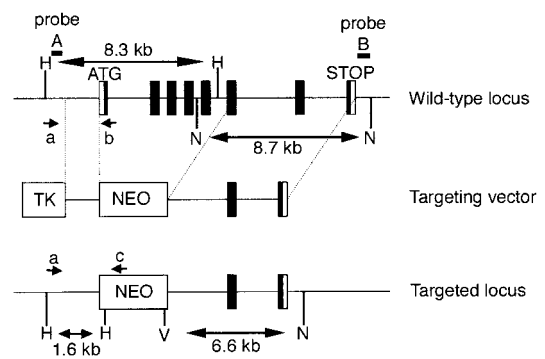 probe
A
probe
B
8.3 kb
H
H
ATG
STOP
Wild-type locus
a
b
N
N
8.7 kb
TK
NEO
Targeting vector
a
c
NEO
Targeted locus
H
H
V
N
1.6 kb
6.6 kb